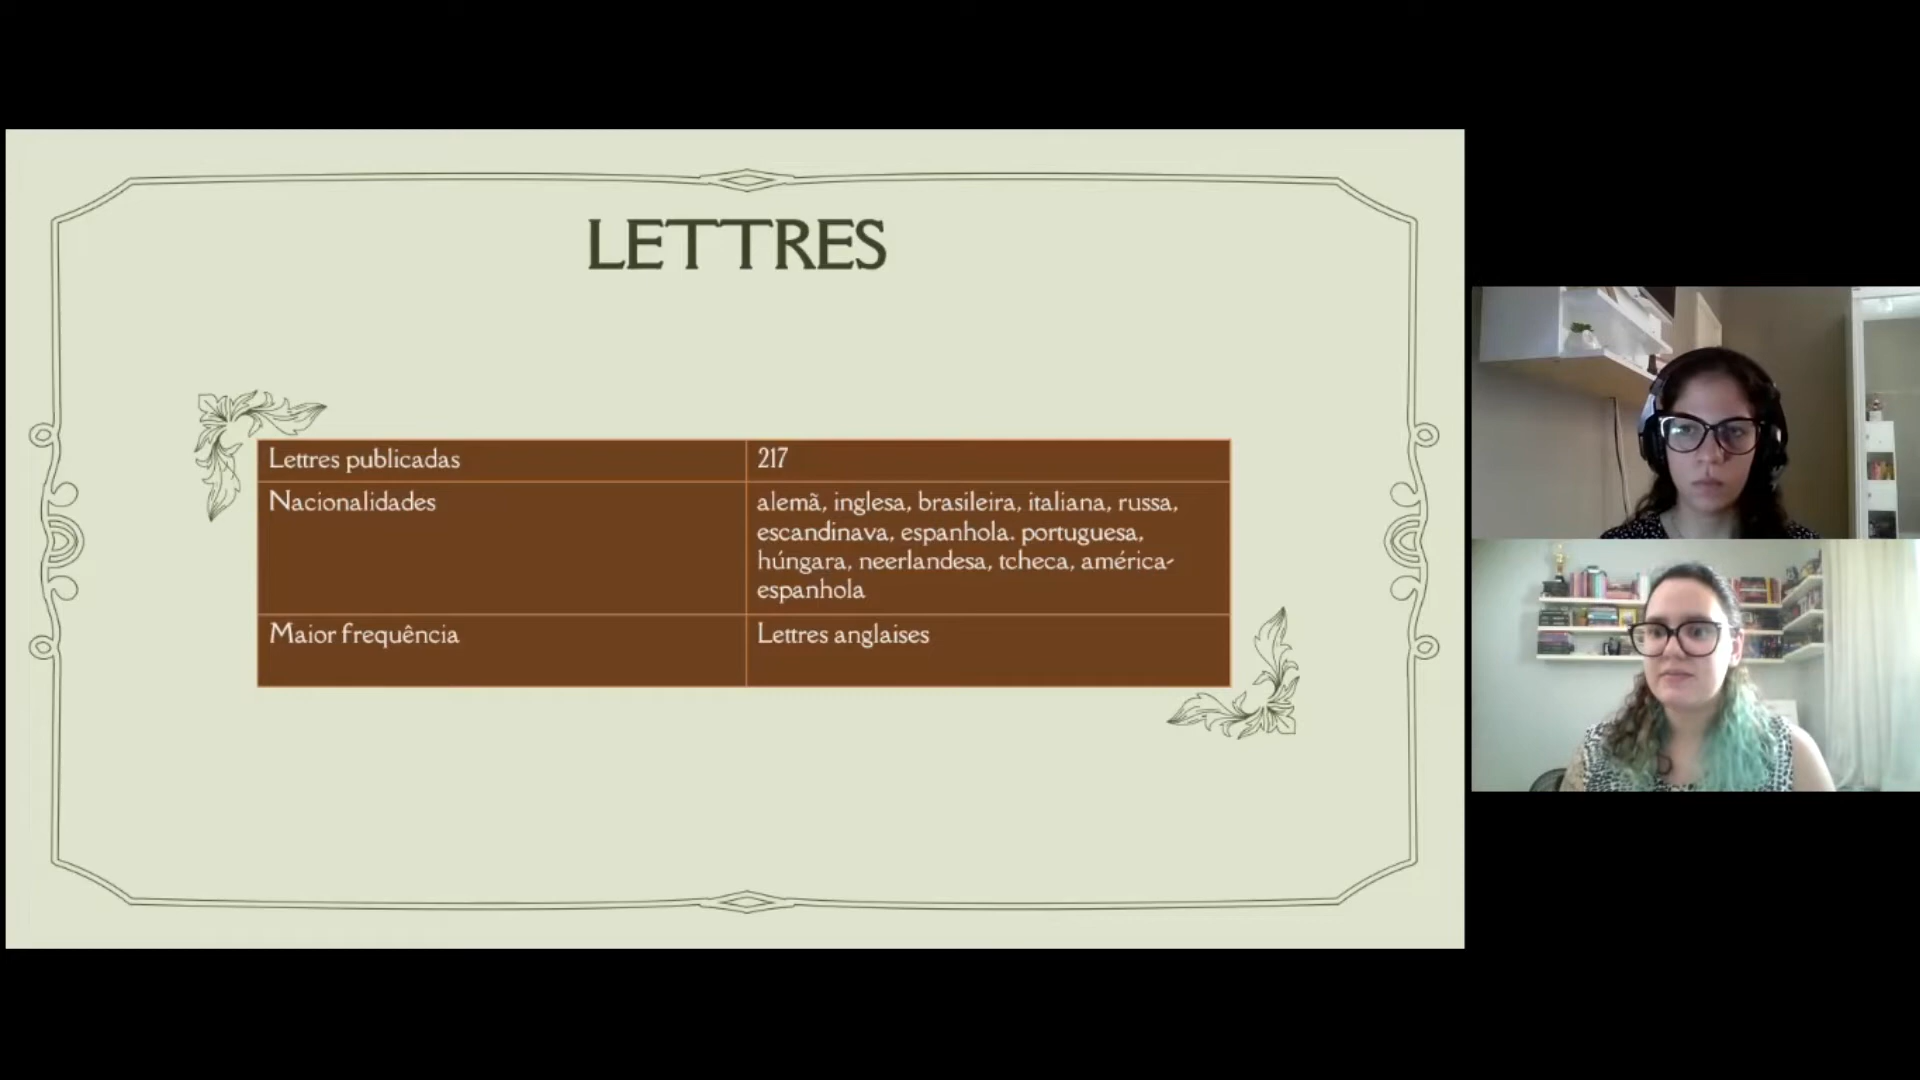 LETTRES
Lettres publicadas
217
Nacionalidades
alemã, inglesa, brasileira, italiana, russa,
escandinava, espanhola. portuguesa,
húngara, neerlandesa, tcheca, américa-
espanhola
Maior frequência
Lettres anglaises